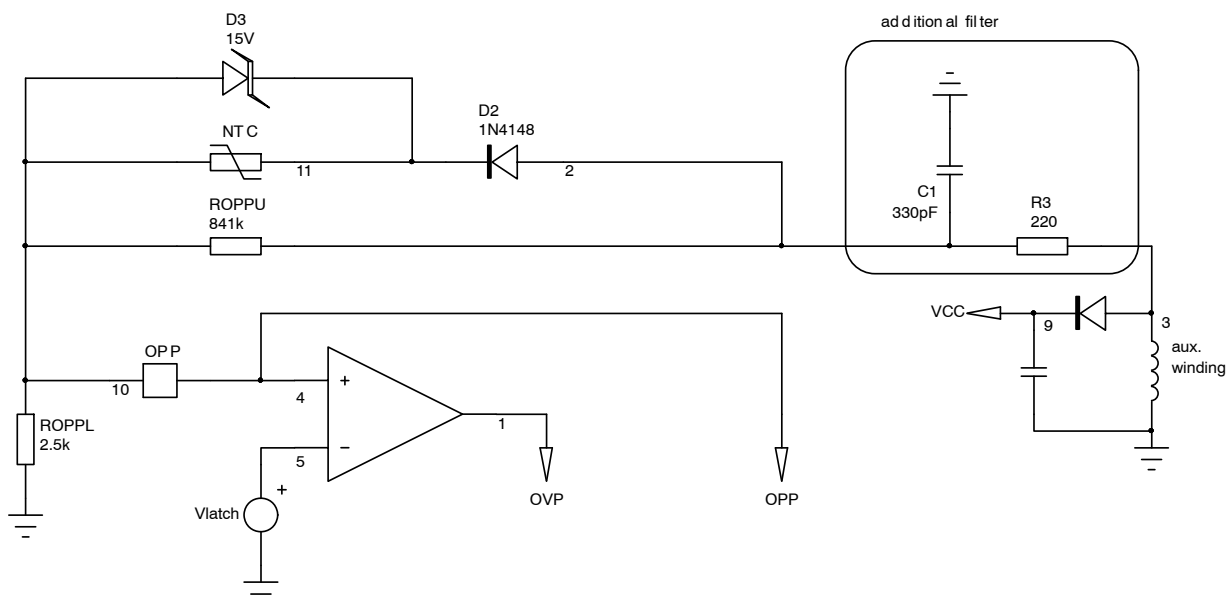 additional filter
D3
15V
D2
1N4148
NTC
11
2
C1
330pF
R3
220
ROPPU
841k
VCC
9
3
aux.
winding
OPP
10
+
4
1
ROPPL
2.5k
−
5
+
Vlatch
OVP
OPP